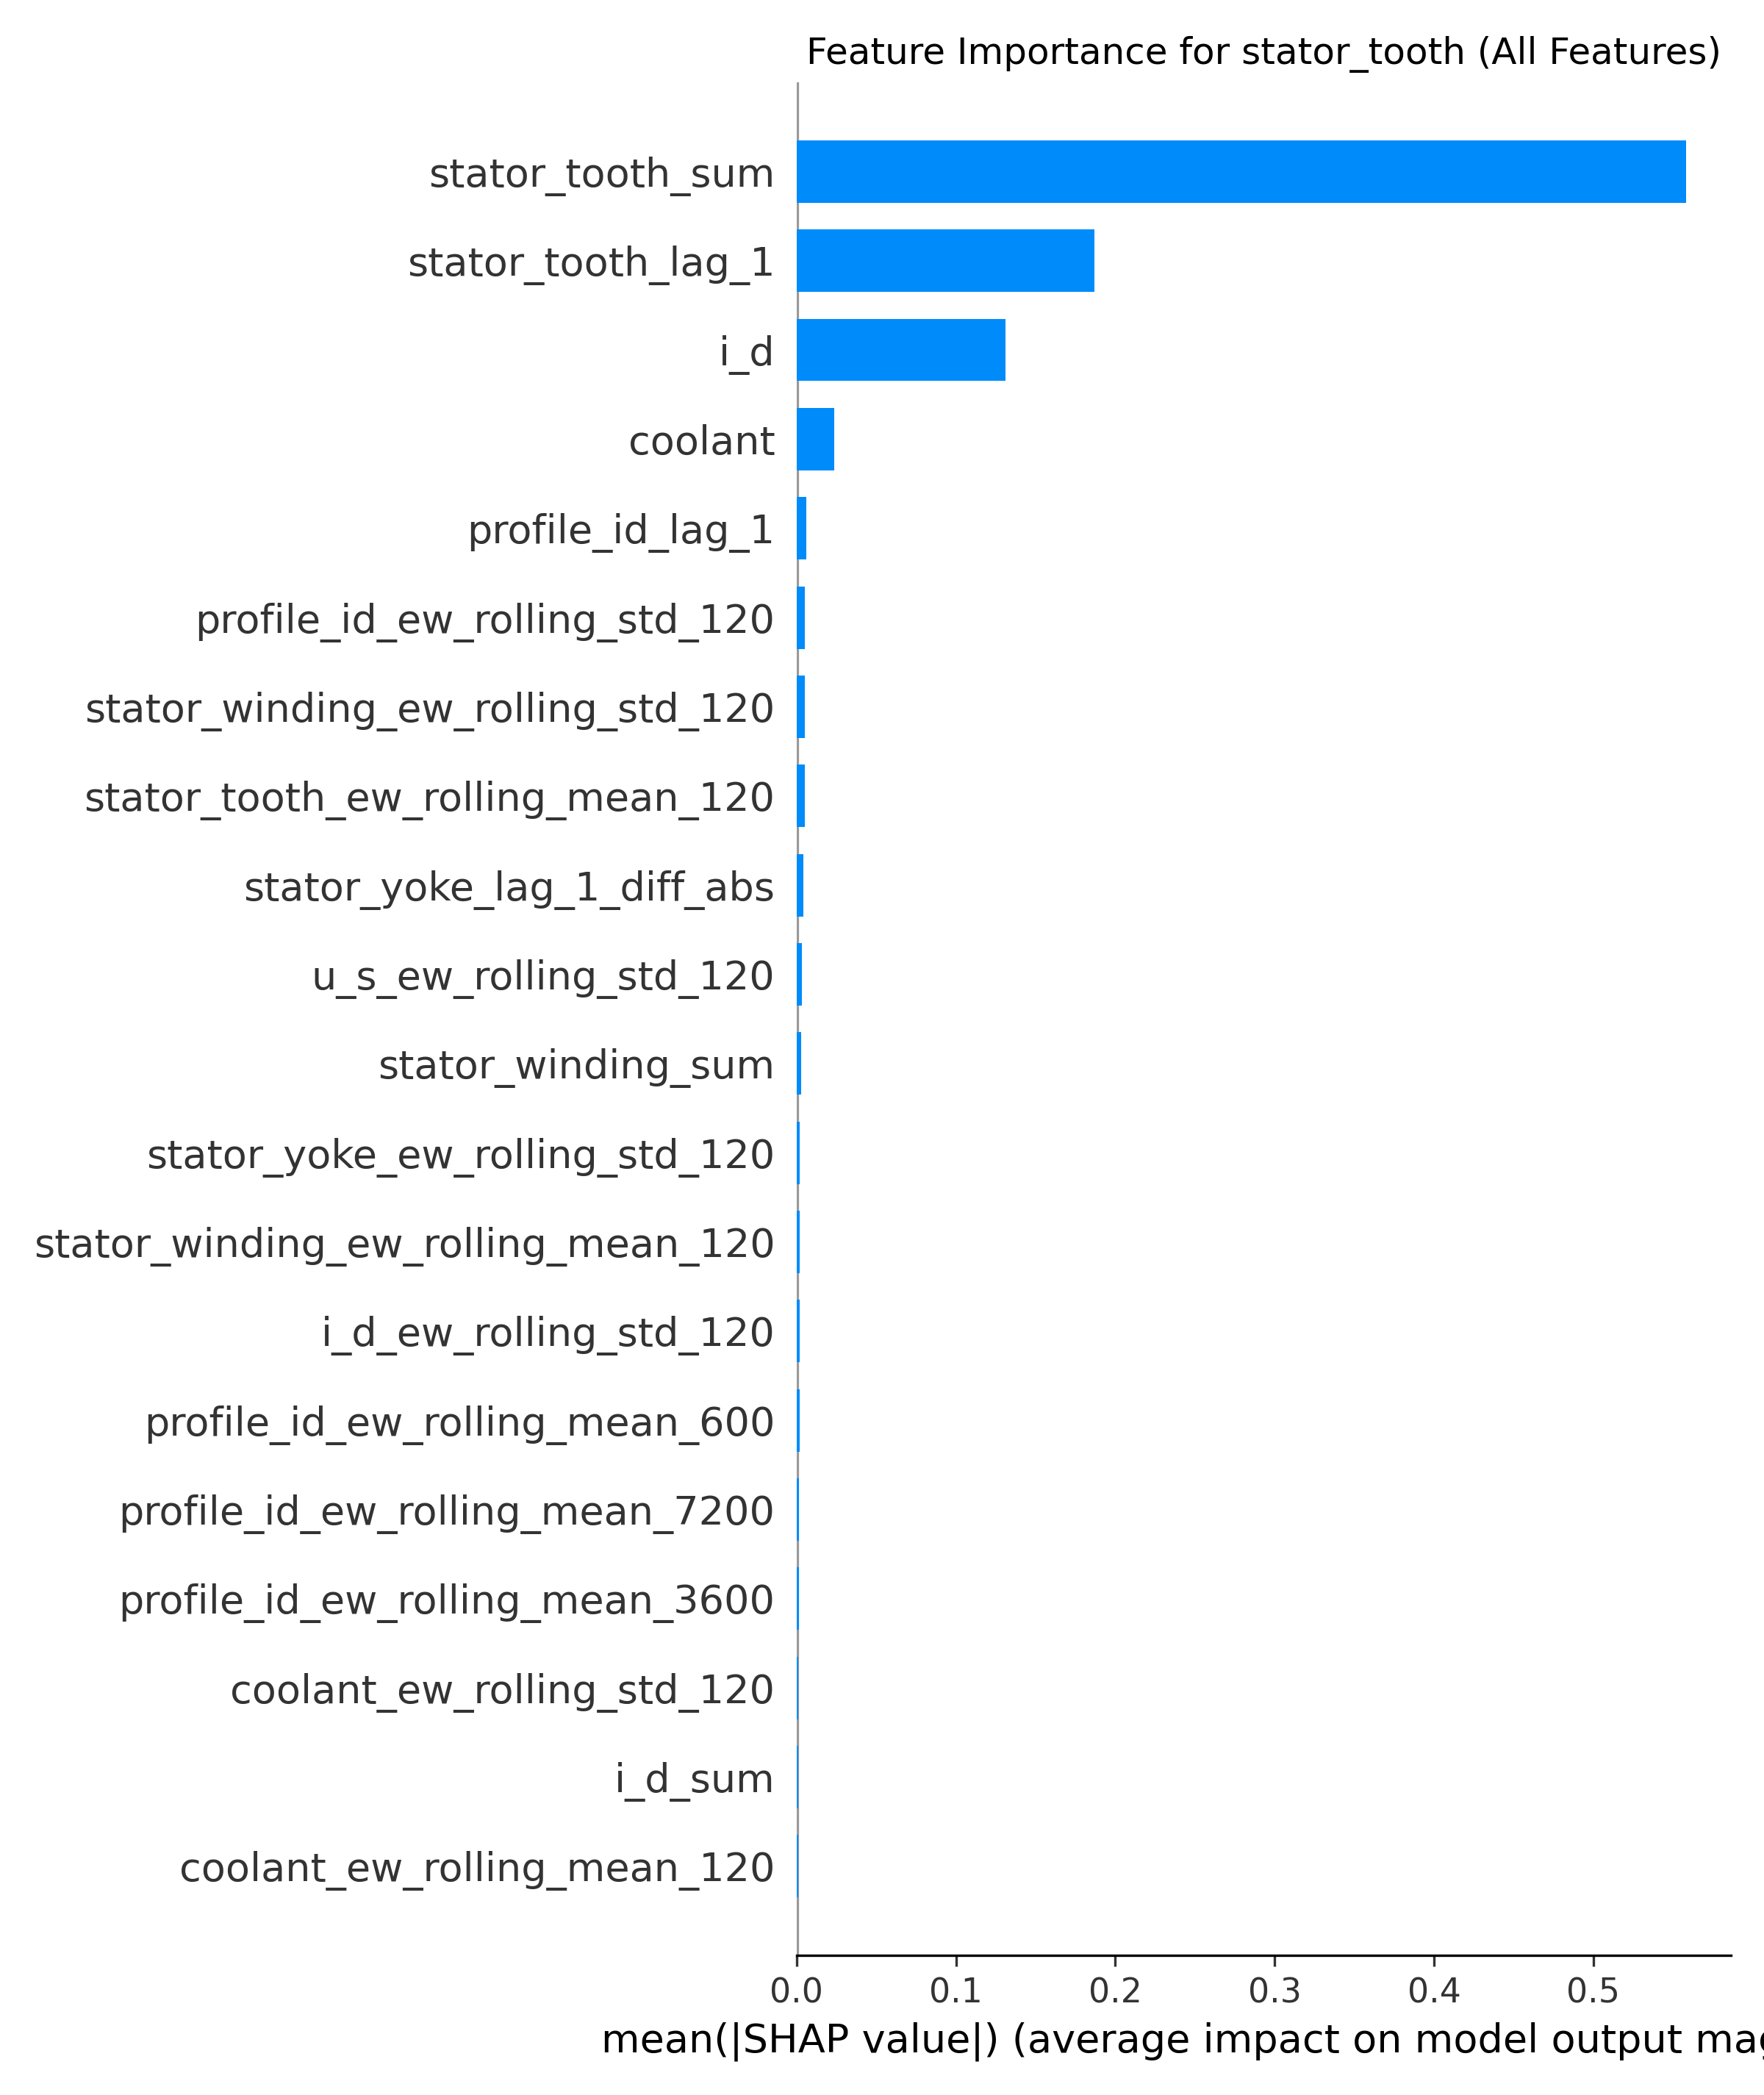 Feature Importance for stator_tooth (All Features)
stator_tooth_sum
stator_tooth_lag_1
i_d
coolant
profile_id_lag_1
profile_id_ew_rolling_std_120
stator_winding_ew_rolling_std_120
stator_tooth_ew_rolling_mean_120
stator_yoke_lag_1_diff_abs
u_s_ew_rolling_std_120
stator_winding_sum
stator_yoke_ew_rolling_std_120
stator_winding_ew_rolling_mean_120
i_d_ew_rolling_std_120
profile_id_ew_rolling_mean_600
profile_id_ew_rolling_mean_7200
profile_id_ew_rolling_mean_3600
coolant_ew_rolling_std_120
i_d_sum
coolant_ew_rolling_mean_120
0.0 0.1 0.2 0.3 0.4 0.5
mean(|SHAP value|) (average impact on model output